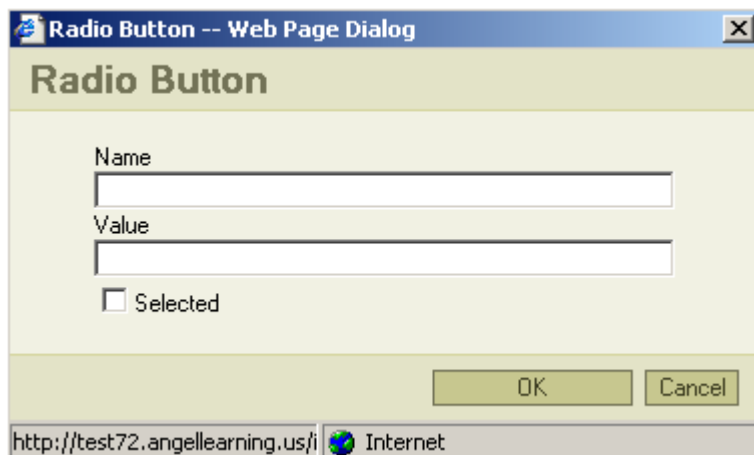 Radio Button -- Web Page Dialog
Radio Button
Name
Value
Selected
OK Cancel
http://test72.angellearning.us/i Internet